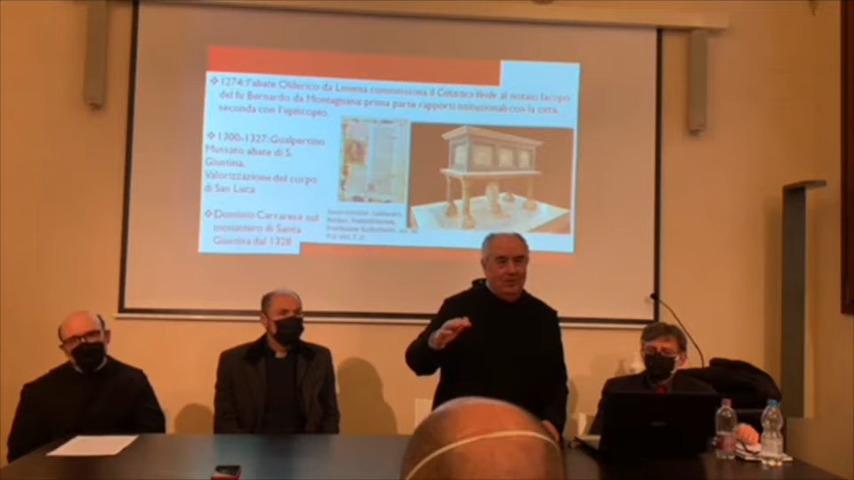 ❖ 1274: l'abate Olderico da Limena commissiona il Catastico Verde al notaio Iacopo
del fu Bernardo da Montagnana: prima parte rapporti istituzionali con la città,
seconda con l'episcopio.
❖ 1300-1327: Gualpertino
Mussato abate di S.
Giustina.
Valorizzazione del corpo
di San Luca
❖ Dominio Carrarese sul
monastero di Santa
Giustina dal 1328